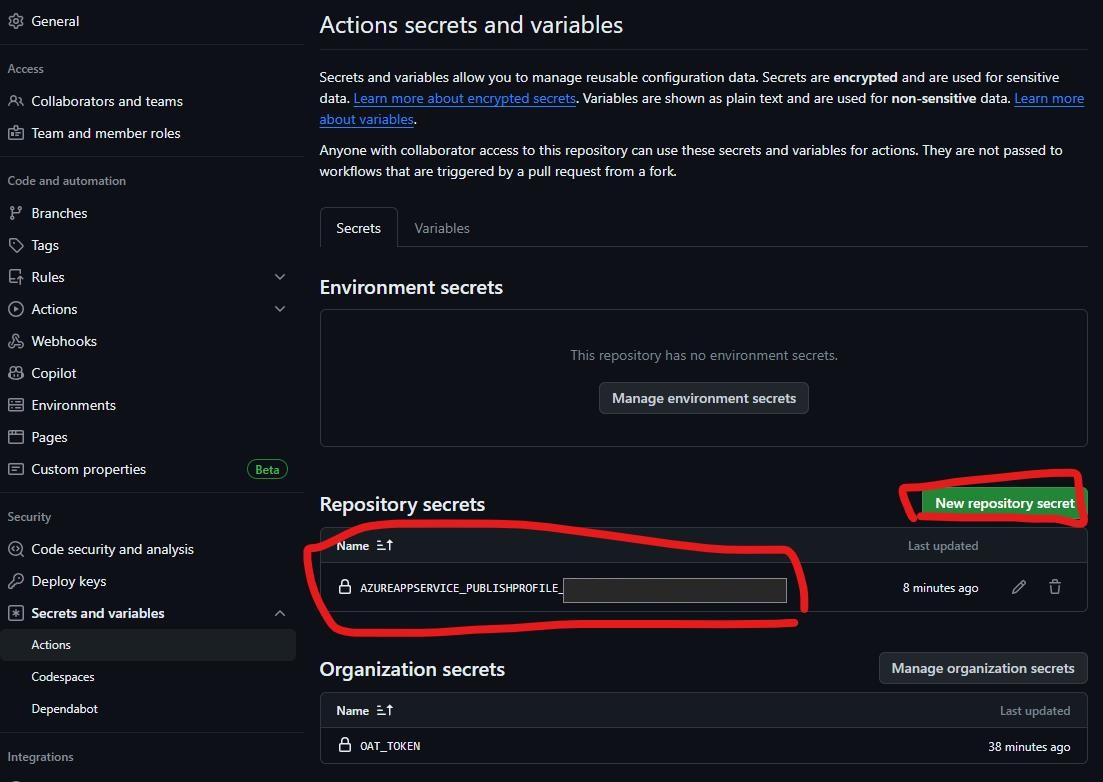 General
Access
Collaborators and teams
Team and member roles
Code and automation
Branches
Tags
Rules
Actions
Webhooks
Copilot
Environments
Pages
Custom properties Beta
Security
Code security and analysis
Deploy keys
Secrets and variables
Actions
Codespaces
Dependabot
Integrations
Actions secrets and variables
Secrets and variables allow you to manage reusable configuration data. Secrets are encrypted and are used for sensitive
data. Learn more about encrypted secrets. Variables are shown as plain text and are used for non-sensitive data. Learn more
about variables.
Anyone with collaborator access to this repository can use these secrets and variables for actions. They are not passed to
workflows that are triggered by a pull request from a fork.
Secrets Variables
Environment secrets
This repository has no environment secrets.
Manage environment secrets
Repository secrets New repository secret
Name Last updated
AZUREAPPSERVICE_PUBLISHPROFILE_ 8 minutes ago
Organization secrets Manage organization secrets
Name Last updated
OAT_TOKEN 38 minutes ago